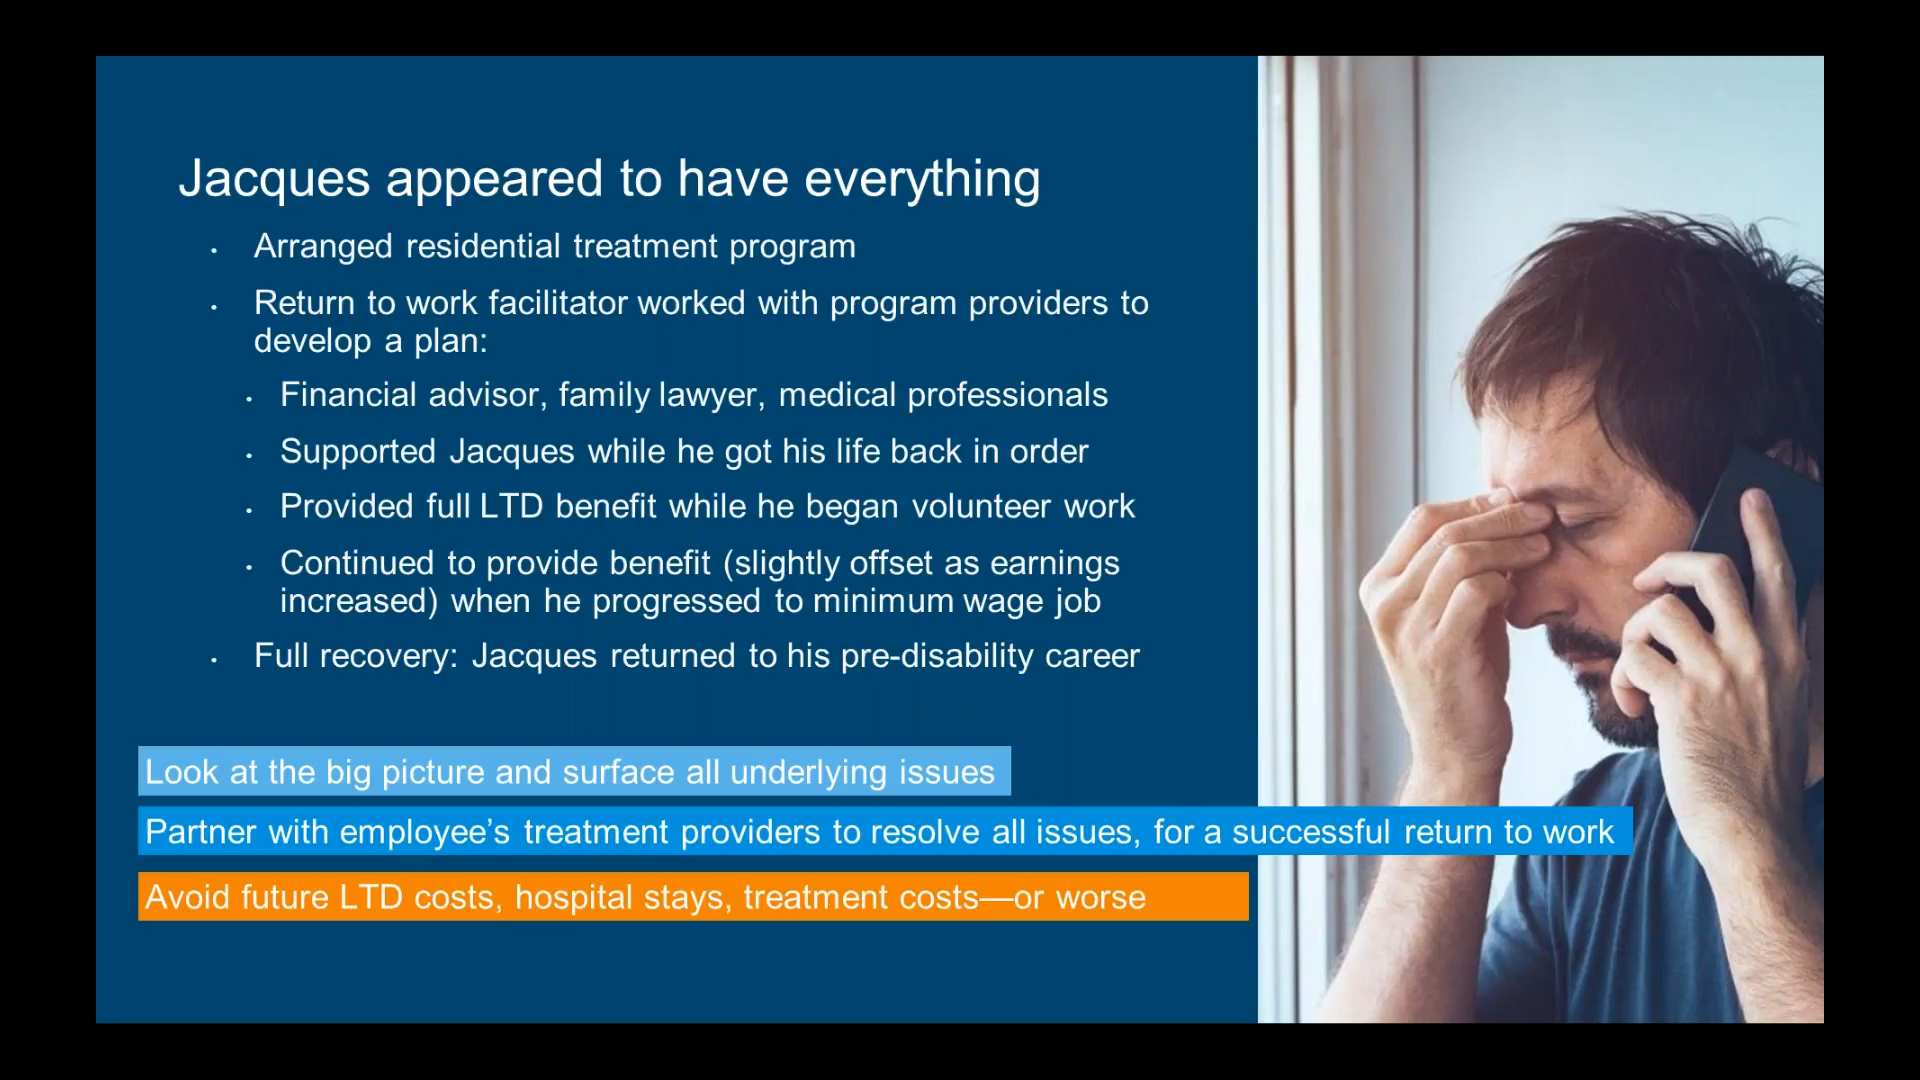 Jacques appeared to have everything
• Arranged residential treatment program
• Return to work facilitator worked with program providers to
develop a plan:
• Financial advisor, family lawyer, medical professionals
• Supported Jacques while he got his life back in order
• Provided full LTD benefit while he began volunteer work
• Continued to provide benefit (slightly offset as earnings
increased) when he progressed to minimum wage job
• Full recovery: Jacques returned to his pre-disability career
Look at the big picture and surface all underlying issues
Partner with employee’s treatment providers to resolve all issues, for a successful return to work
Avoid future LTD costs, hospital stays, treatment costs—or worse